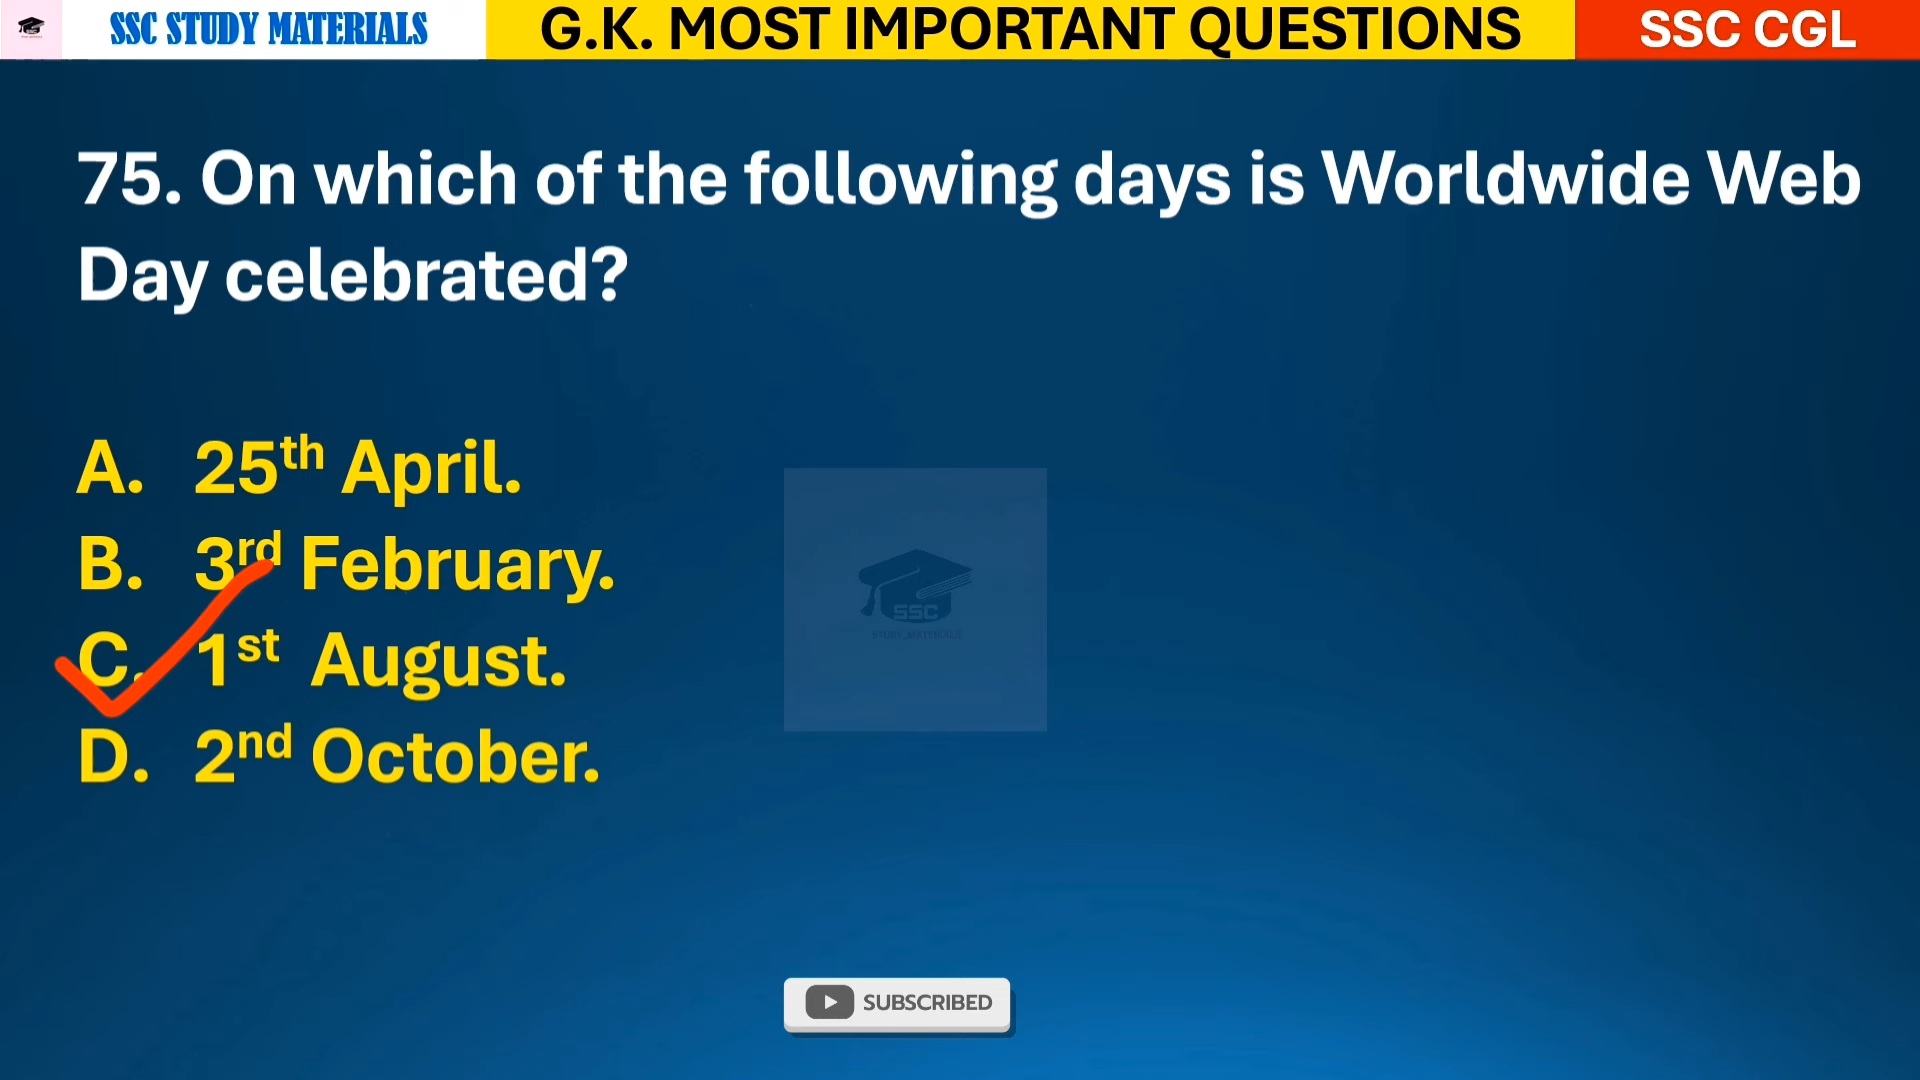 SSC STUDY MATERIALS
G.K. MOST IMPORTANT QUESTIONS
SSC CGL
75. On which of the following days is Worldwide Web
Day celebrated?
A. 25th April.
B. 3rd February.
C. 1st August.
D. 2nd October.
SSC
STUDY_MATERIALS
SUBSCRIBED